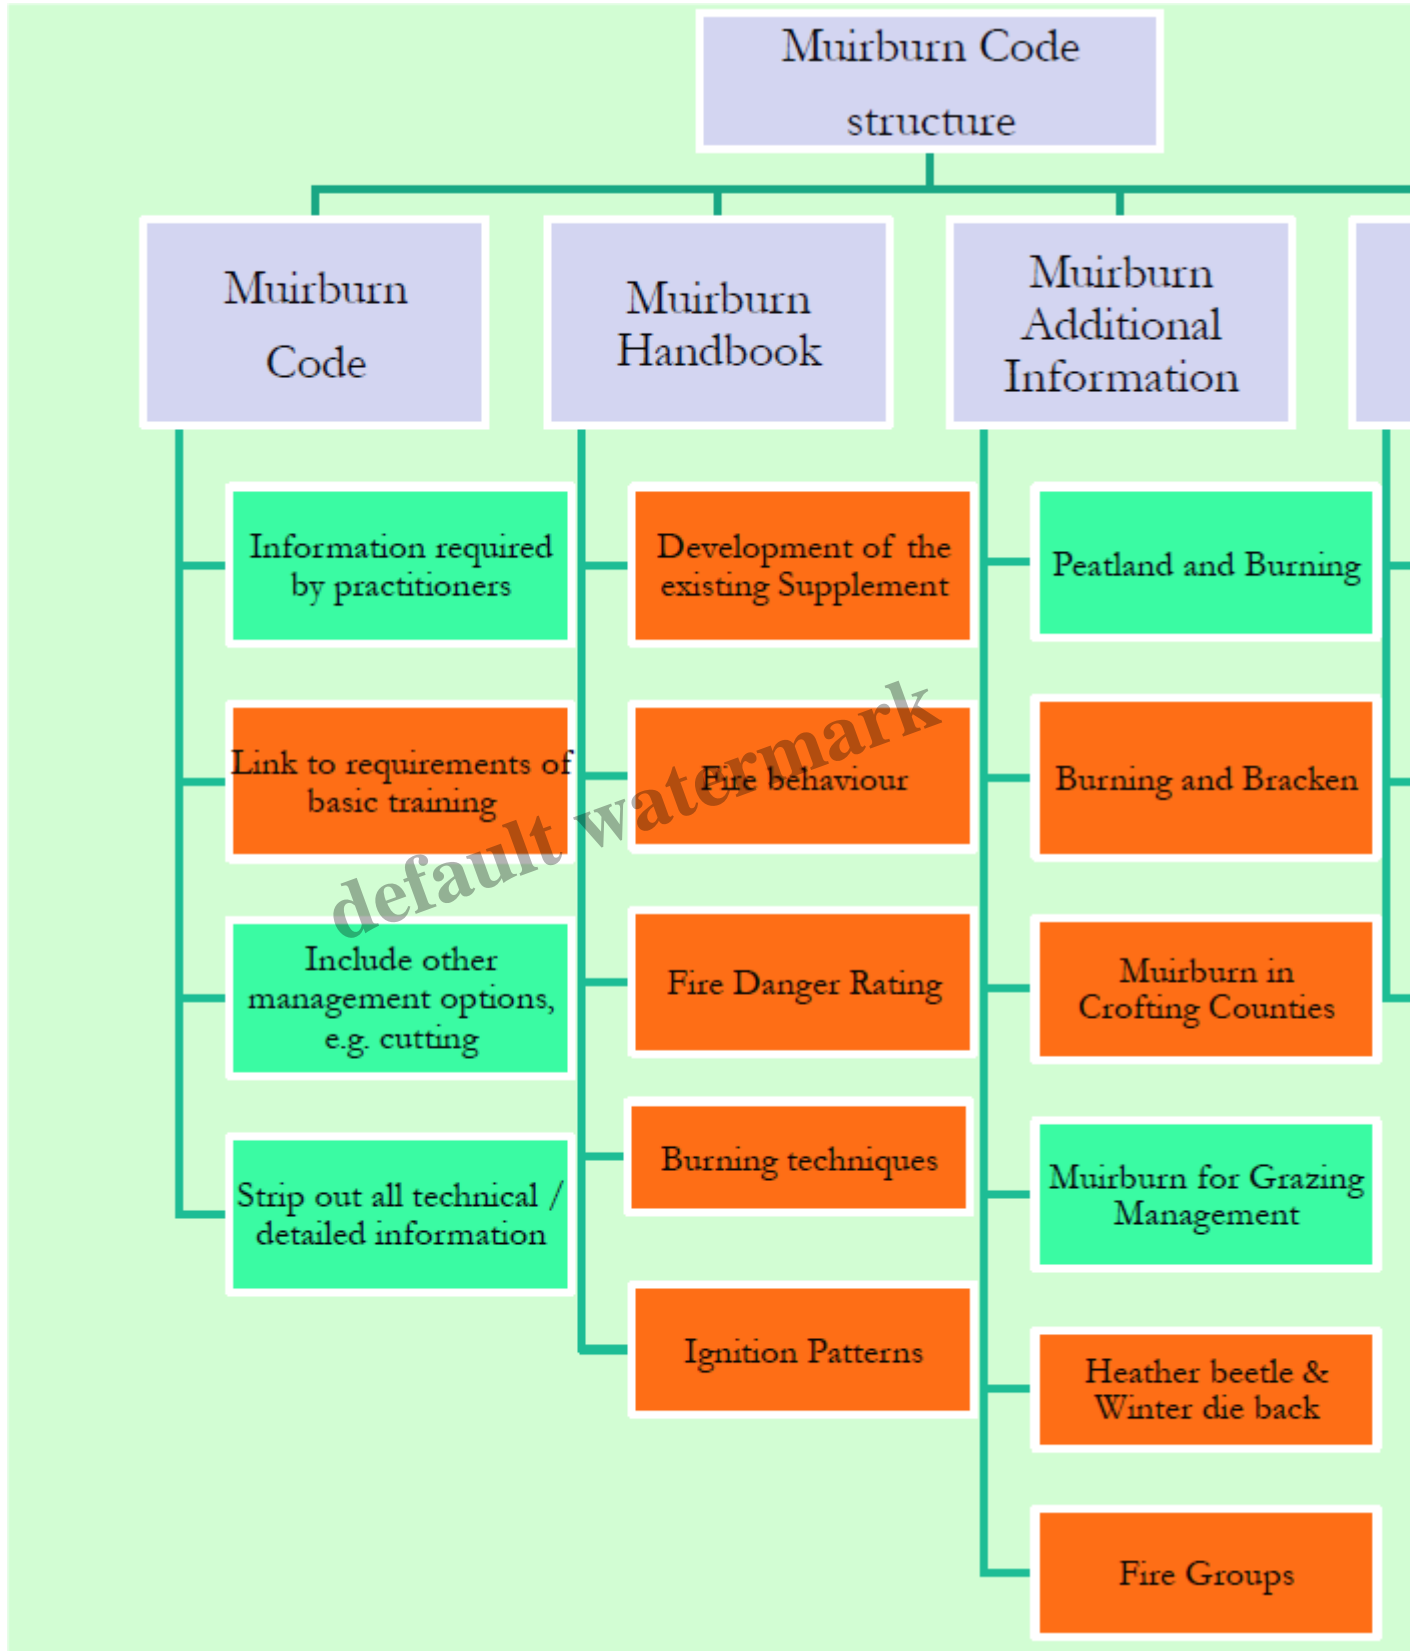 Muirburn Code
structure
Muirburn
Code
Muirburn
Handbook
Muirburn
Additional
Information
Information required
by practitioners
Link to requirements of
basic training
Include other
management options,
e.g. cutting
Strip out all technical /
detailed information
Development of the
existing Supplement
Fire behaviour
Fire Danger Rating
Burning techniques
Ignition Patterns
Peatland and Burning
Burning and Bracken
Muirburn in
Crofting Counties
Muirburn for Grazing
Management
Heather beetle &
Winter die back
Fire Groups
default watermark